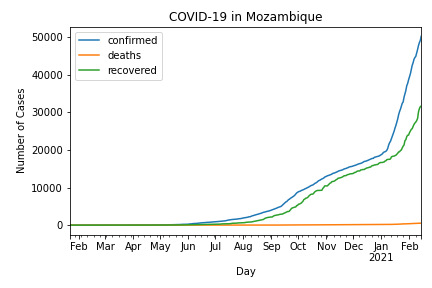 COVID-19 in Mozambique
confirmed
deaths
recovered
50000
40000
30000
20000
10000
0
Number of Cases
Feb Mar Apr May Jun Jul Aug Sep Oct Nov Dec Jan Feb
2021
Day